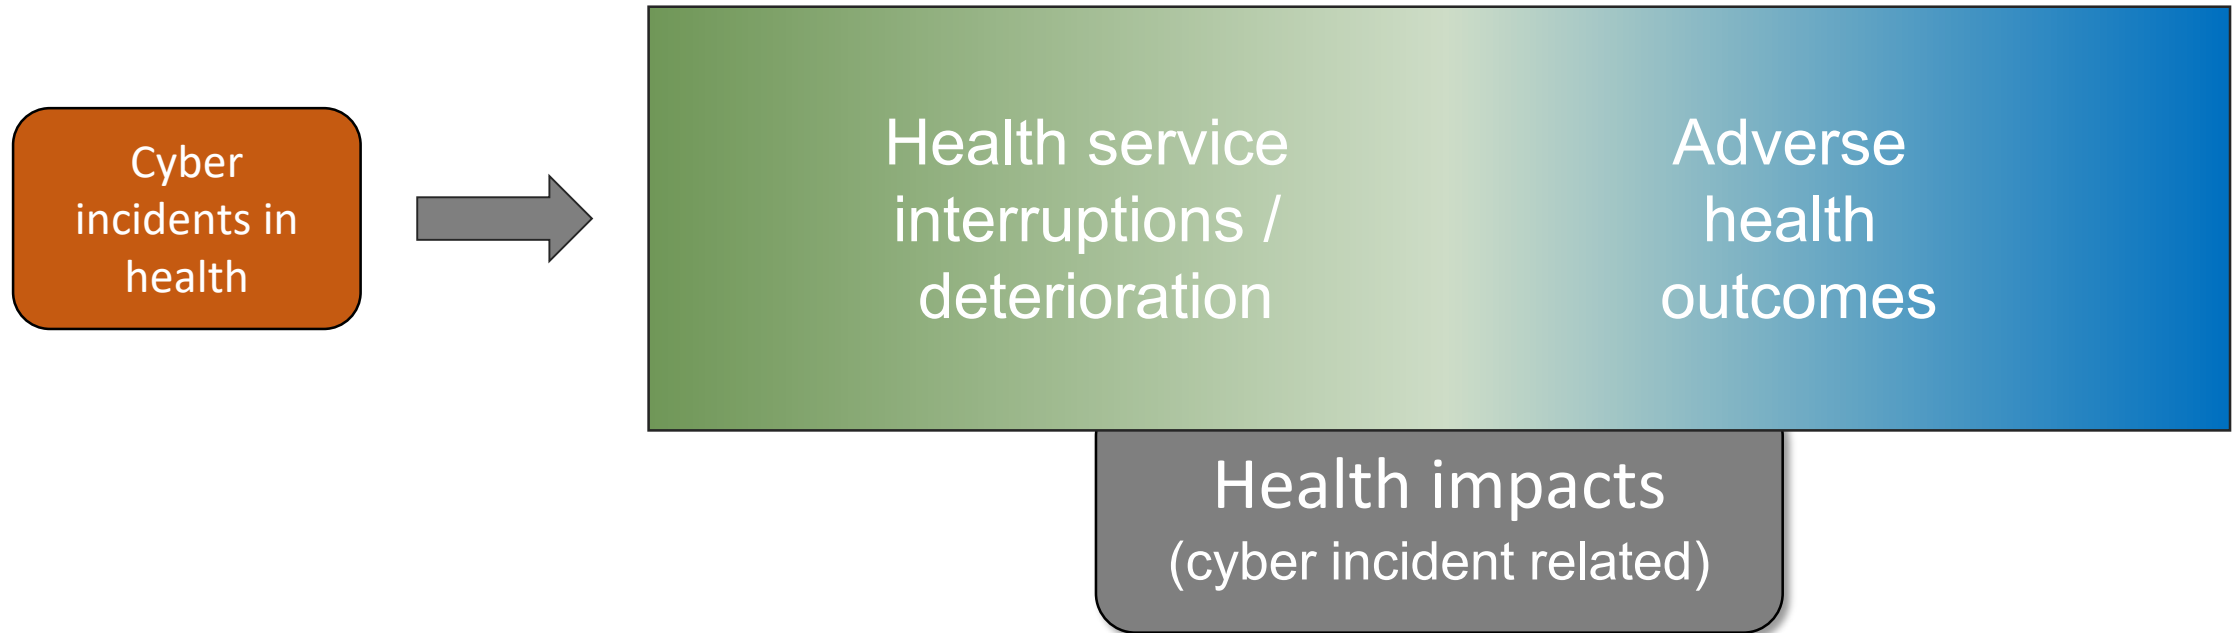 Cyber
incidents in
health
Health service
interruptions /
deterioration
Adverse
health
outcomes
Health impacts
(cyber incident related)